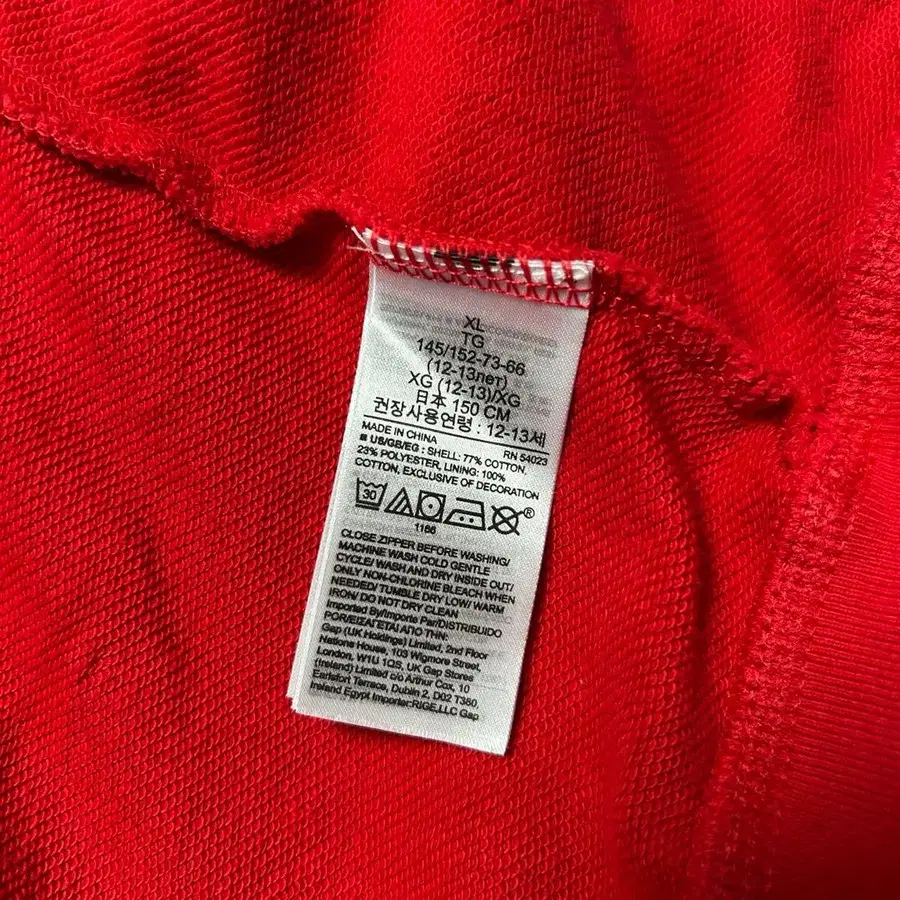 XL
TG
145/152-73-66
(12-13лет)
XG (12-13)/XG
日本 150 CM
권장사용연령 : 12-13세
MADE IN CHINA RN 54023
■ US/GB/EG : SHELL: 77% COTTON,
23% POLYESTER, LINING: 100%
COTTON, EXCLUSIVE OF DECORATION
30 ®
1166
CLOSE ZIPPER BEFORE WASHING/
MACHINE WASH COLD GENTLE
CYCLE/ WASH AND DRY INSIDE OUT/
ONLY NON-CHLORINE BLEACH WHEN
NEEDED/ TUMBLE DRY LOW/ WARM
IRON/ DO NOT DRY CLEAN
Imported By/Importe Par/DISTRIBUIDO
POR/ΕΙΣΑΓΕΤΑΙ ΑΠΟ ΤΗΝ:
Gap (UK Holdings) Limited, 2nd Floor
Nations House, 103 Wigmore Street,
London, W1U 1QS, UK Gap Stores
(Ireland) Limited c/o Arthur Cox, 10
Earlsfort Terrace, Dublin 2, D02 T380,
Ireland Egypt Importer:RIGE,LLC Gap